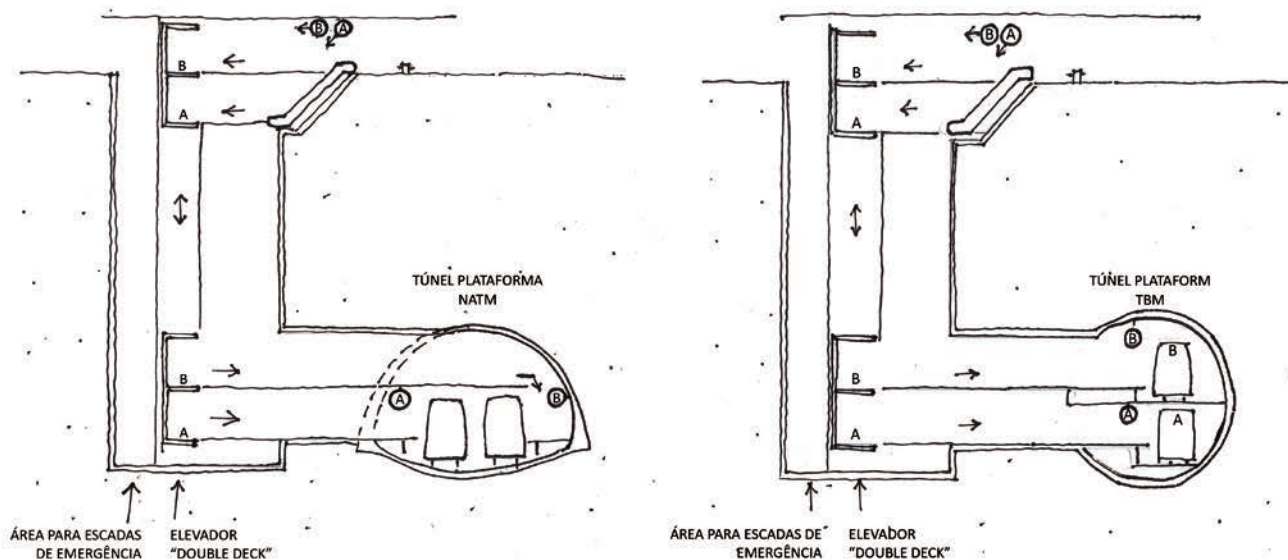 B A
B
A
TÚNEL PLATAFORMA
NATM
B
A
A
B
ÁREA PARA ESCADAS
DE EMERGÊNCIA
ELEVADOR
"DOUBLE DECK"
B A
B
A
TÚNEL PLATAFORM
TBM
B
B
B
A
A
A
ÁREA PARA ESCADAS DE
EMERGÊNCIA
ELEVADOR
"DOUBLE DECK"